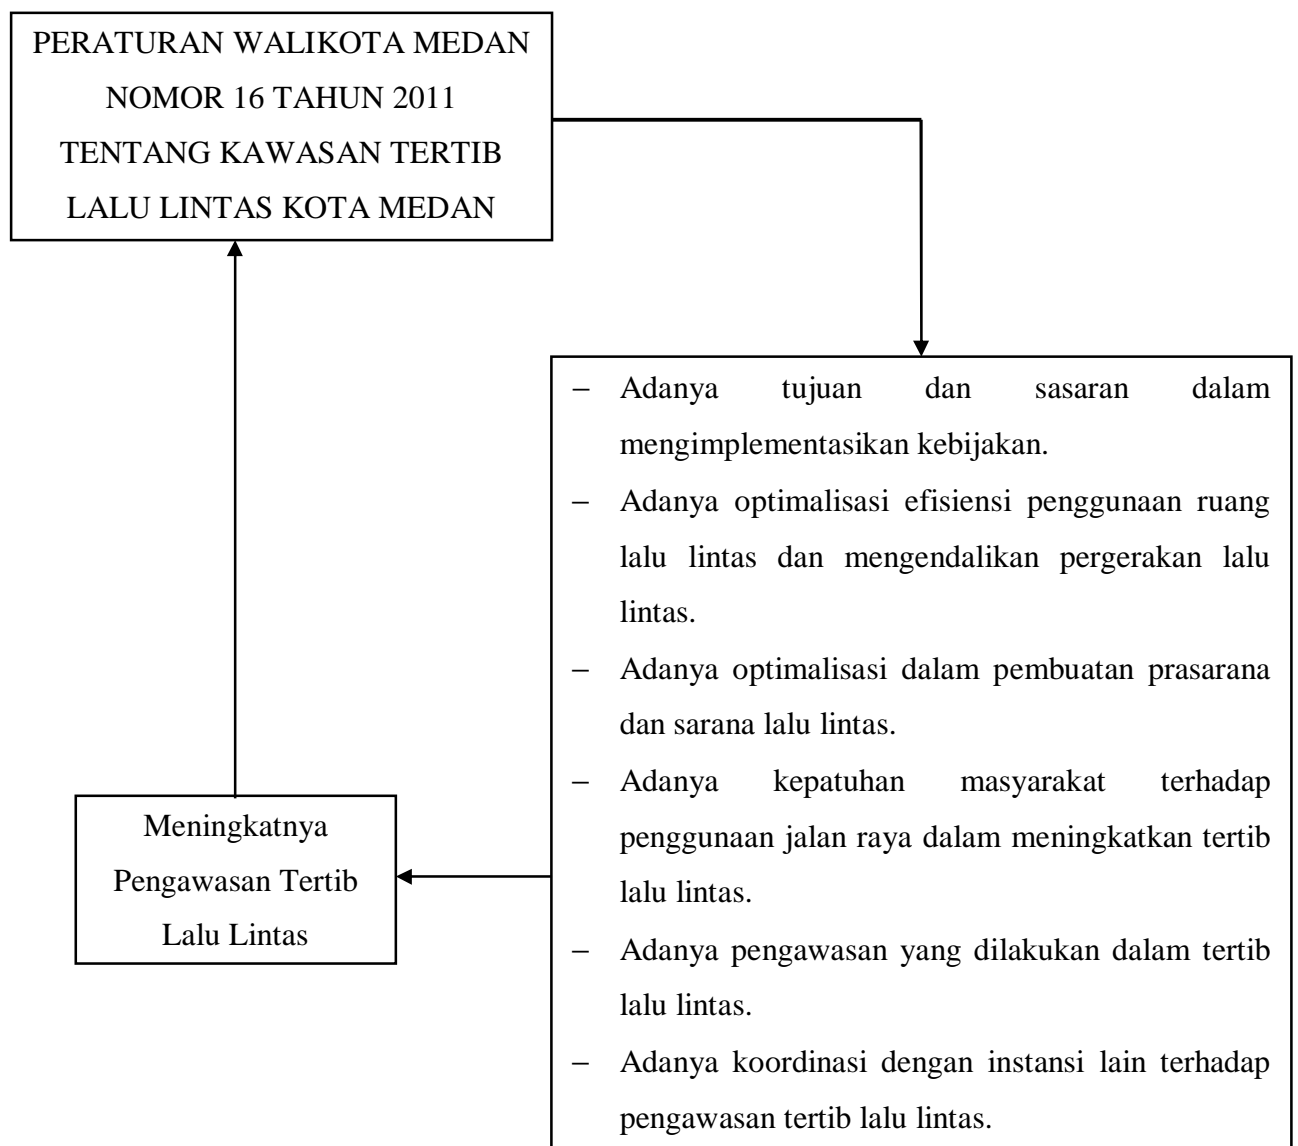 PERATURAN WALIKOTA MEDAN
NOMOR 16 TAHUN 2011
TENTANG KAWASAN TERTIB
LALU LINTAS KOTA MEDAN
– Adanya tujuan dan sasaran dalam
mengimplementasikan kebijakan.
– Adanya optimalisasi efisiensi penggunaan ruang
lalu lintas dan mengendalikan pergerakan lalu
lintas.
– Adanya optimalisasi dalam pembuatan prasarana
dan sarana lalu lintas.
– Adanya kepatuhan masyarakat terhadap
penggunaan jalan raya dalam meningkatkan tertib
lalu lintas.
– Adanya pengawasan yang dilakukan dalam tertib
lalu lintas.
– Adanya koordinasi dengan instansi lain terhadap
pengawasan tertib lalu lintas.
Meningkatnya
Pengawasan Tertib
Lalu Lintas